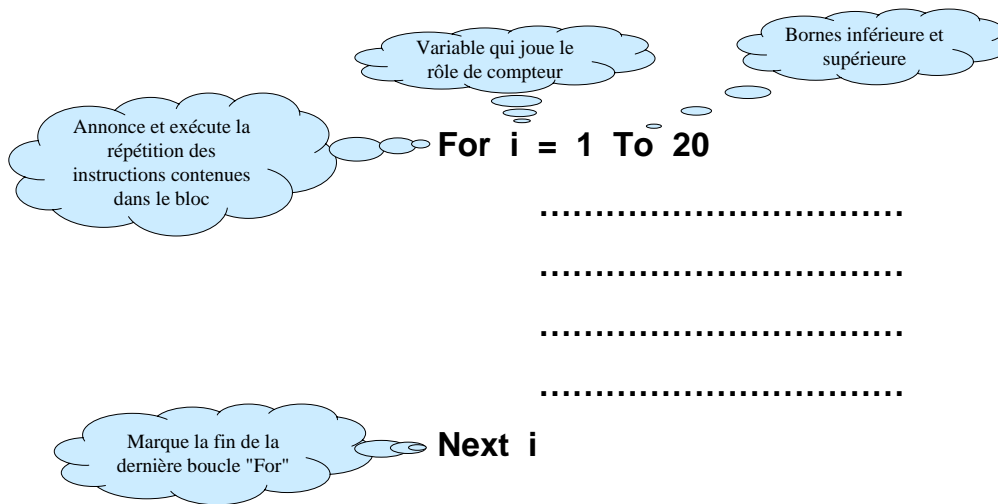 Variable qui joue le
rôle de compteur
Bornes inférieure et
supérieure
Annonce et exécute la
répétition des
instructions contenues
dans le bloc
For i = 1 To 20
.................................
.................................
.................................
.................................
Marque la fin de la
dernière boucle "For"
Next i